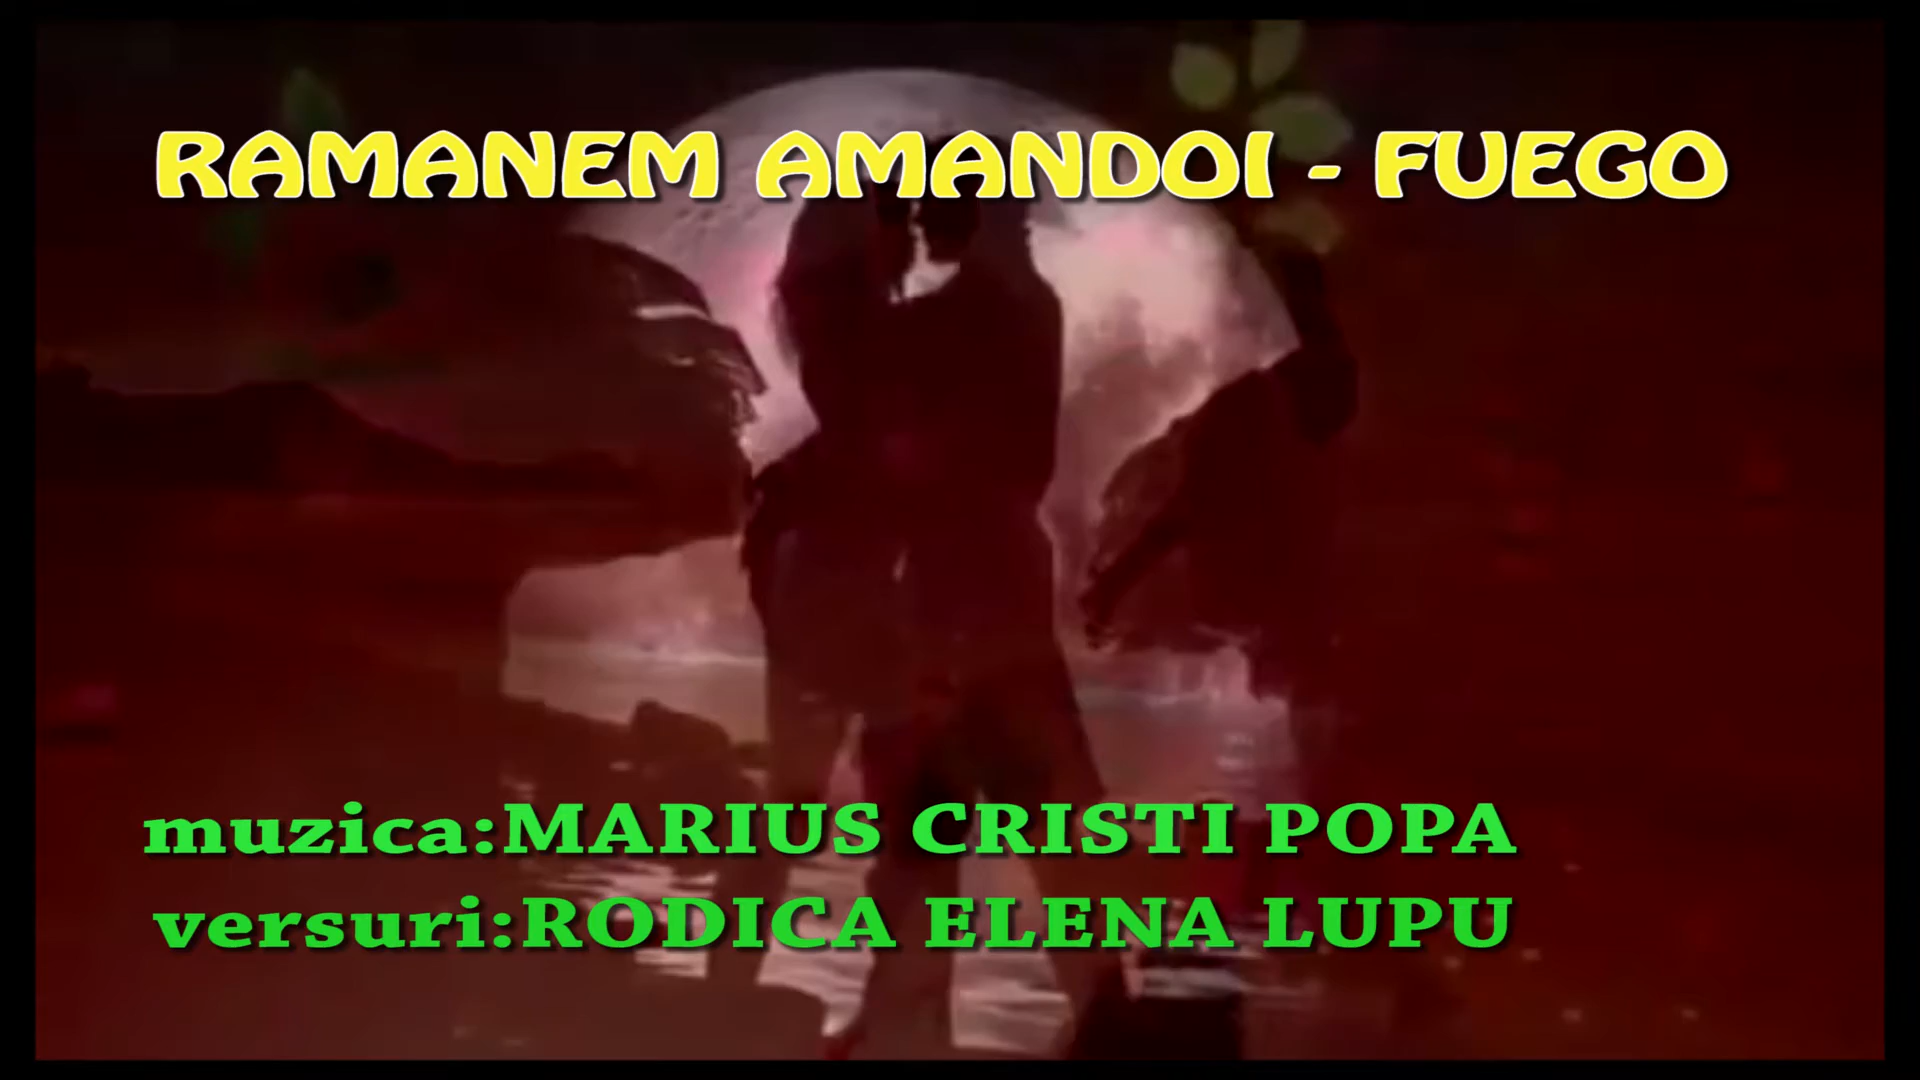 RAMANEM AMANDOI - FUEGO
muzica:MARIUS CRISTI POPA
versuri:RODICA ELENA LUPU